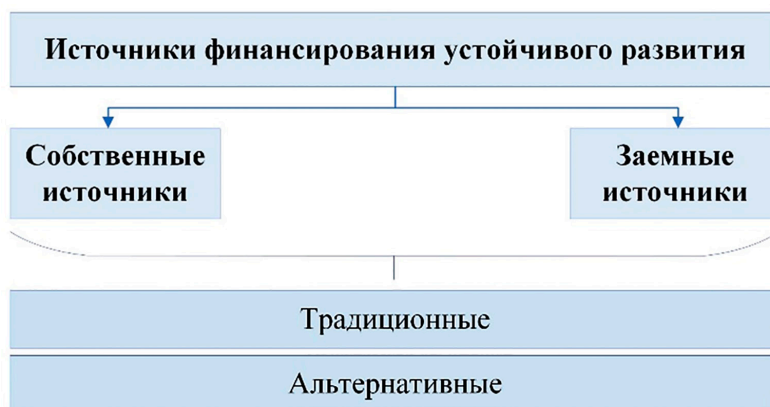 Источники финансирования устойчивого развития
Собственные
источники
Заемные
источники
Традиционные
Альтернативные